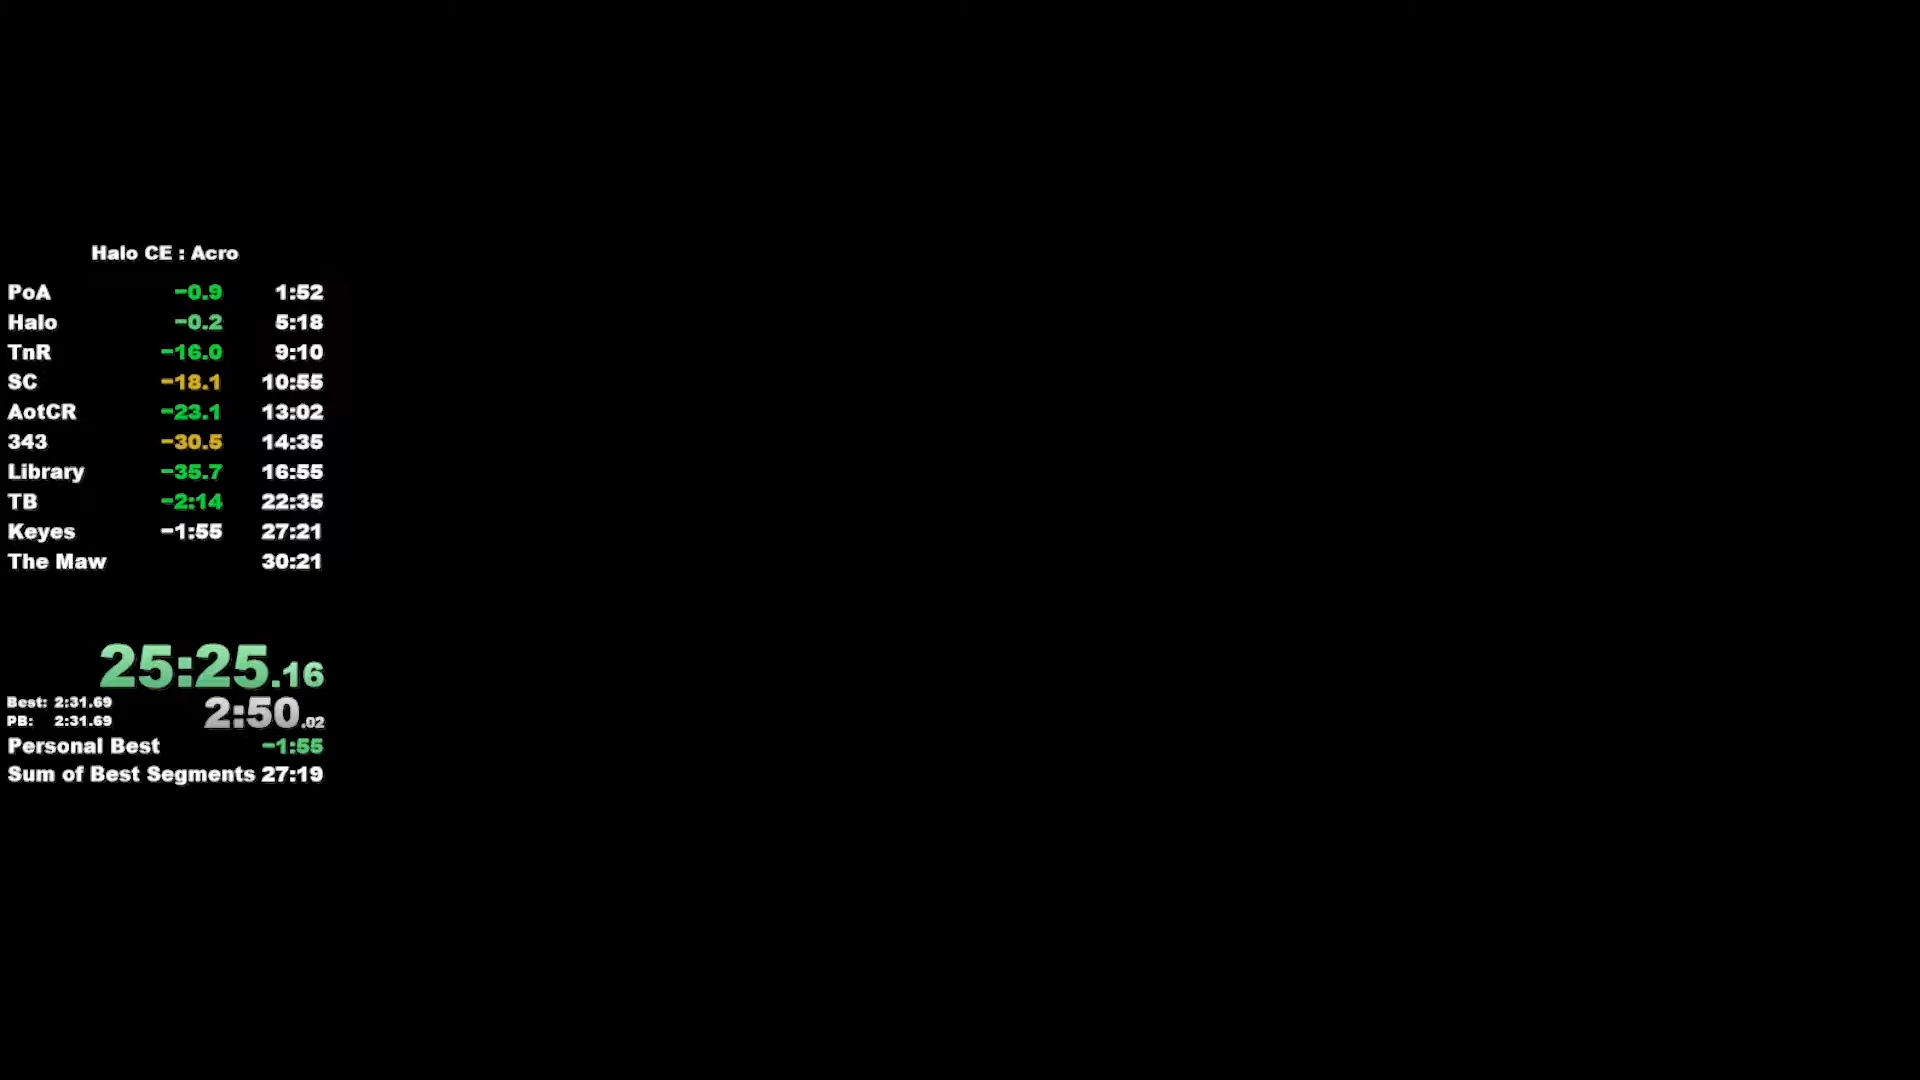 Halo CE : Acro
PoA −0.9 1:52
Halo −0.2 5:18
TnR −16.0 9:10
SC −18.1 10:55
AotCR −23.1 13:02
343 −30.5 14:35
Library −35.7 16:55
TB −2:14 22:35
Keyes −1:55 27:21
The Maw 30:21
25:25.16
Best: 2:31.69
PB: 2:31.69
2:50.02
Personal Best −1:55
Sum of Best Segments 27:19